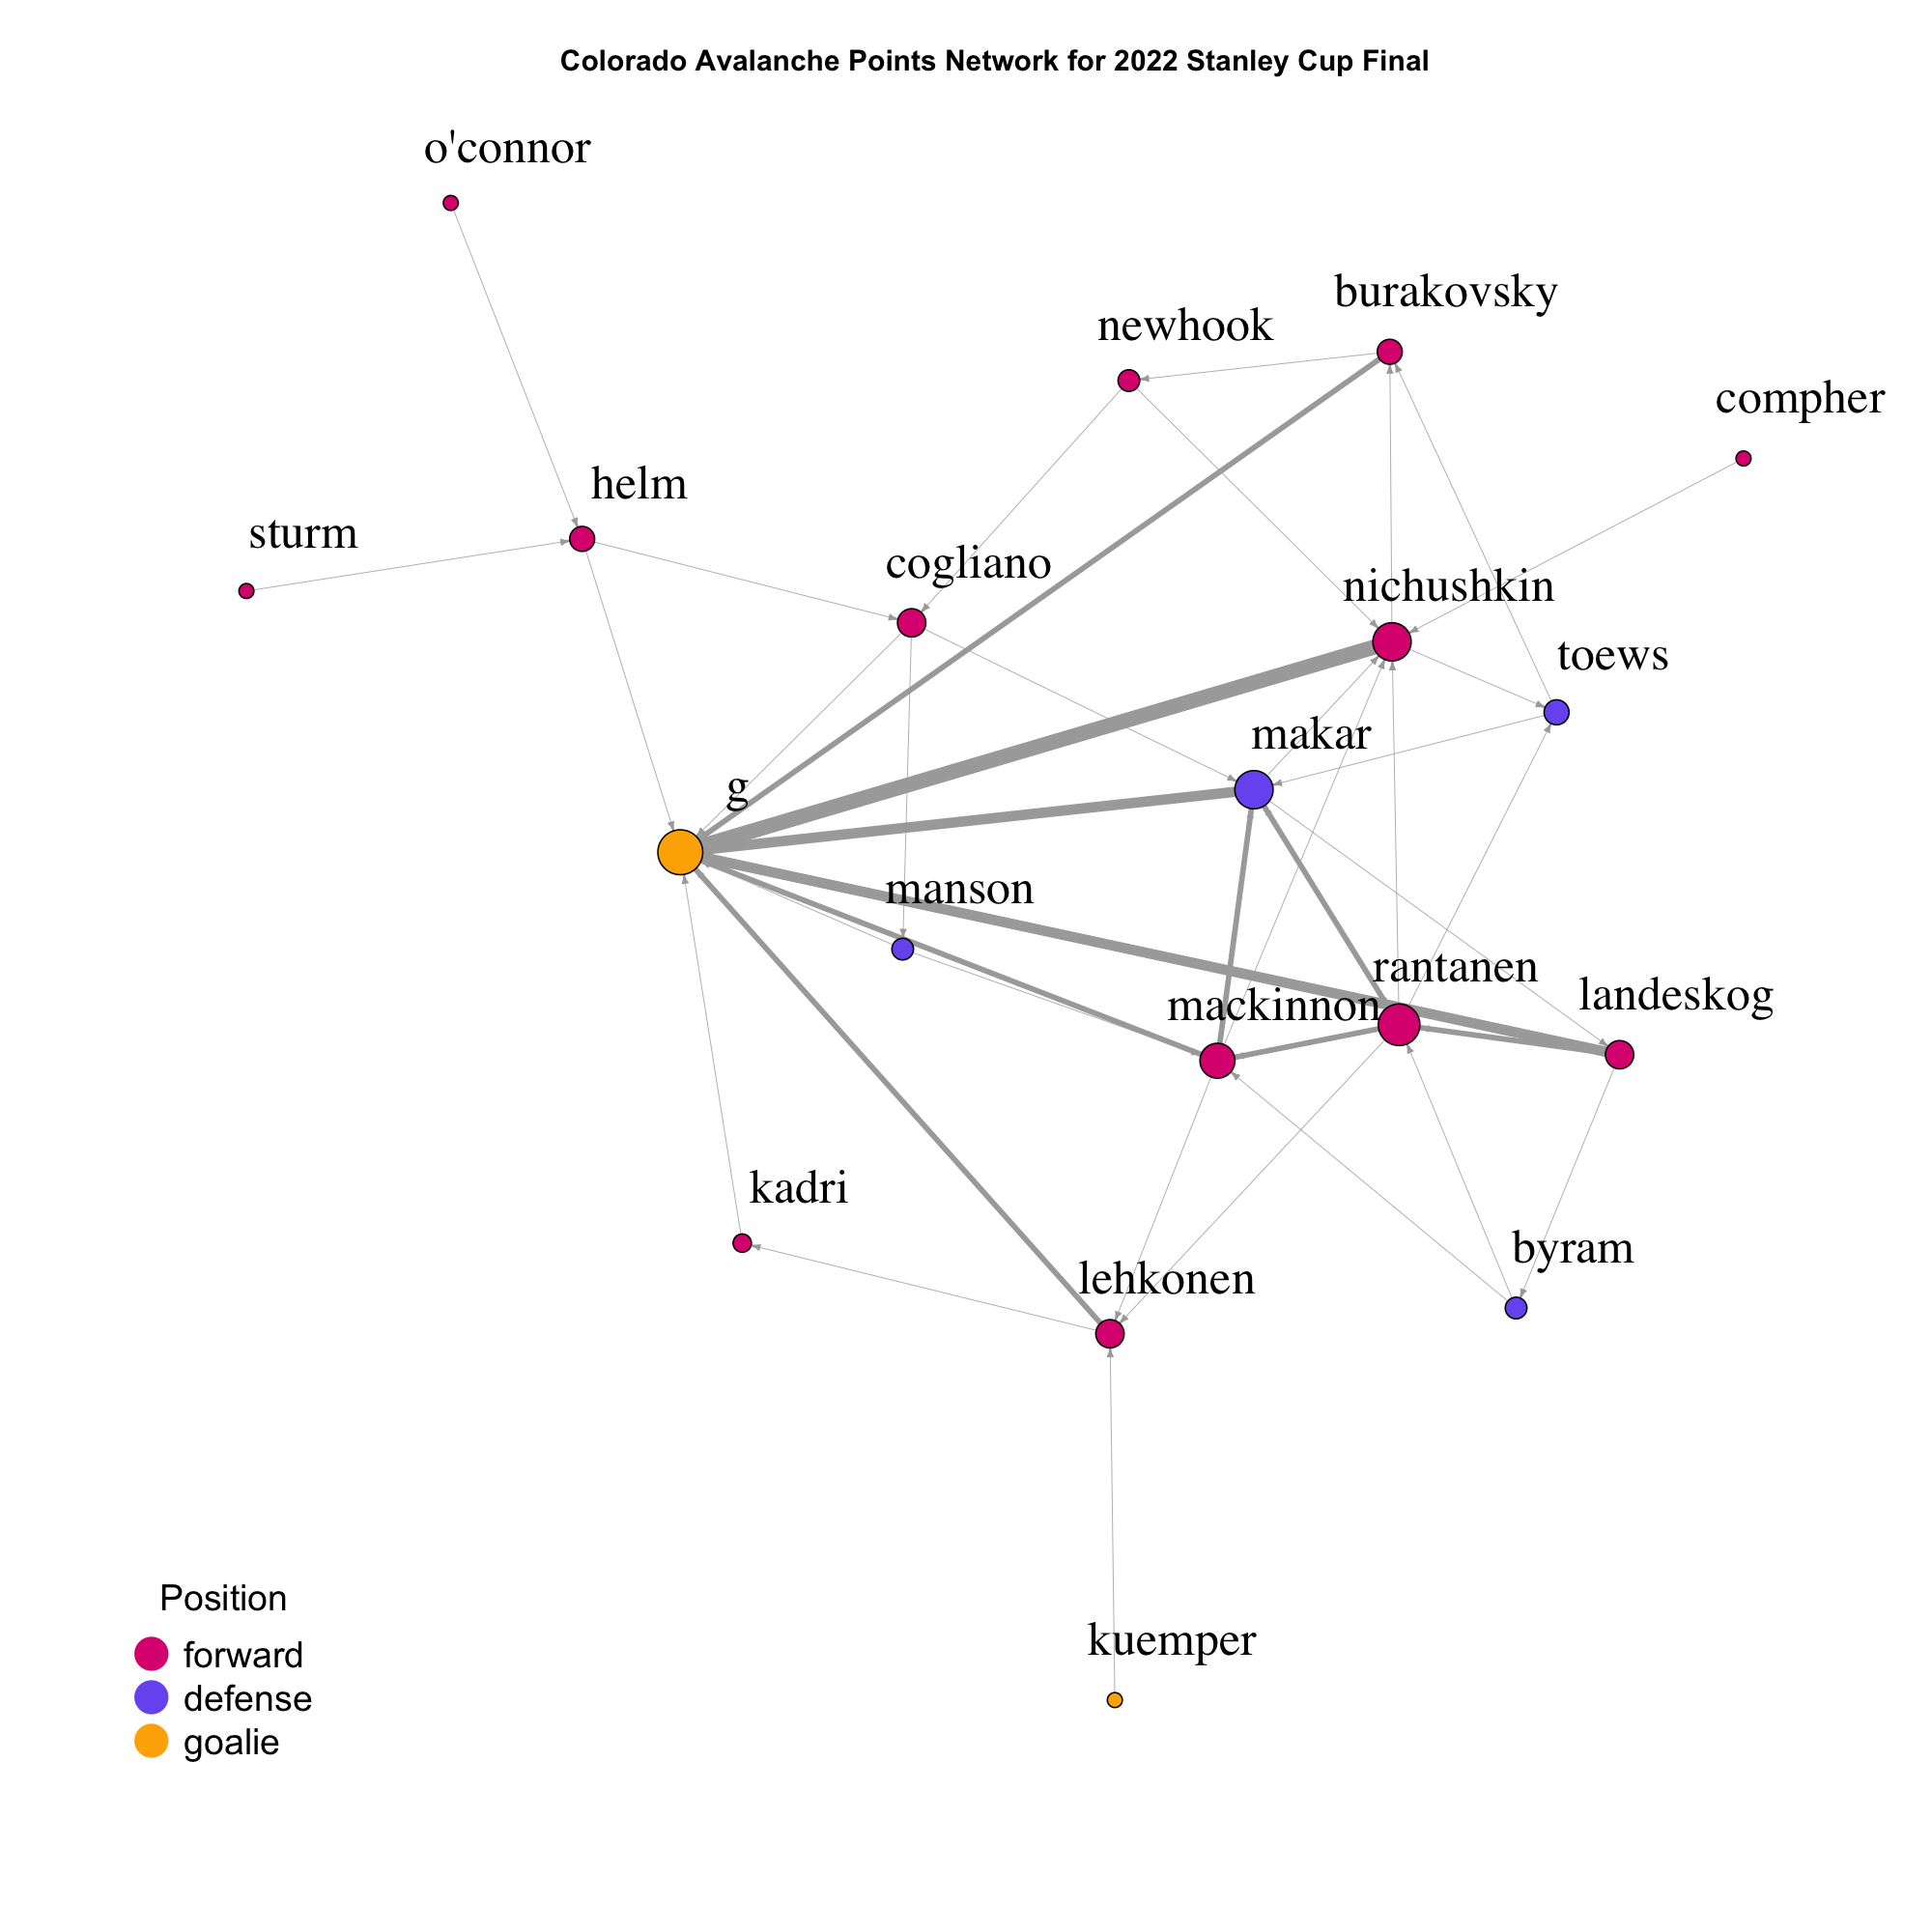 Colorado Avalanche Points Network for 2022 Stanley Cup Final
o'connor
burakovsky
newhook
compher
helm
sturm
cogliano
nichushkin
toews
makar
g
manson
rantanen
landeskog
mackinnon
kadri
byram
lehkonen
kuemper
Position
forward
defense
goalie